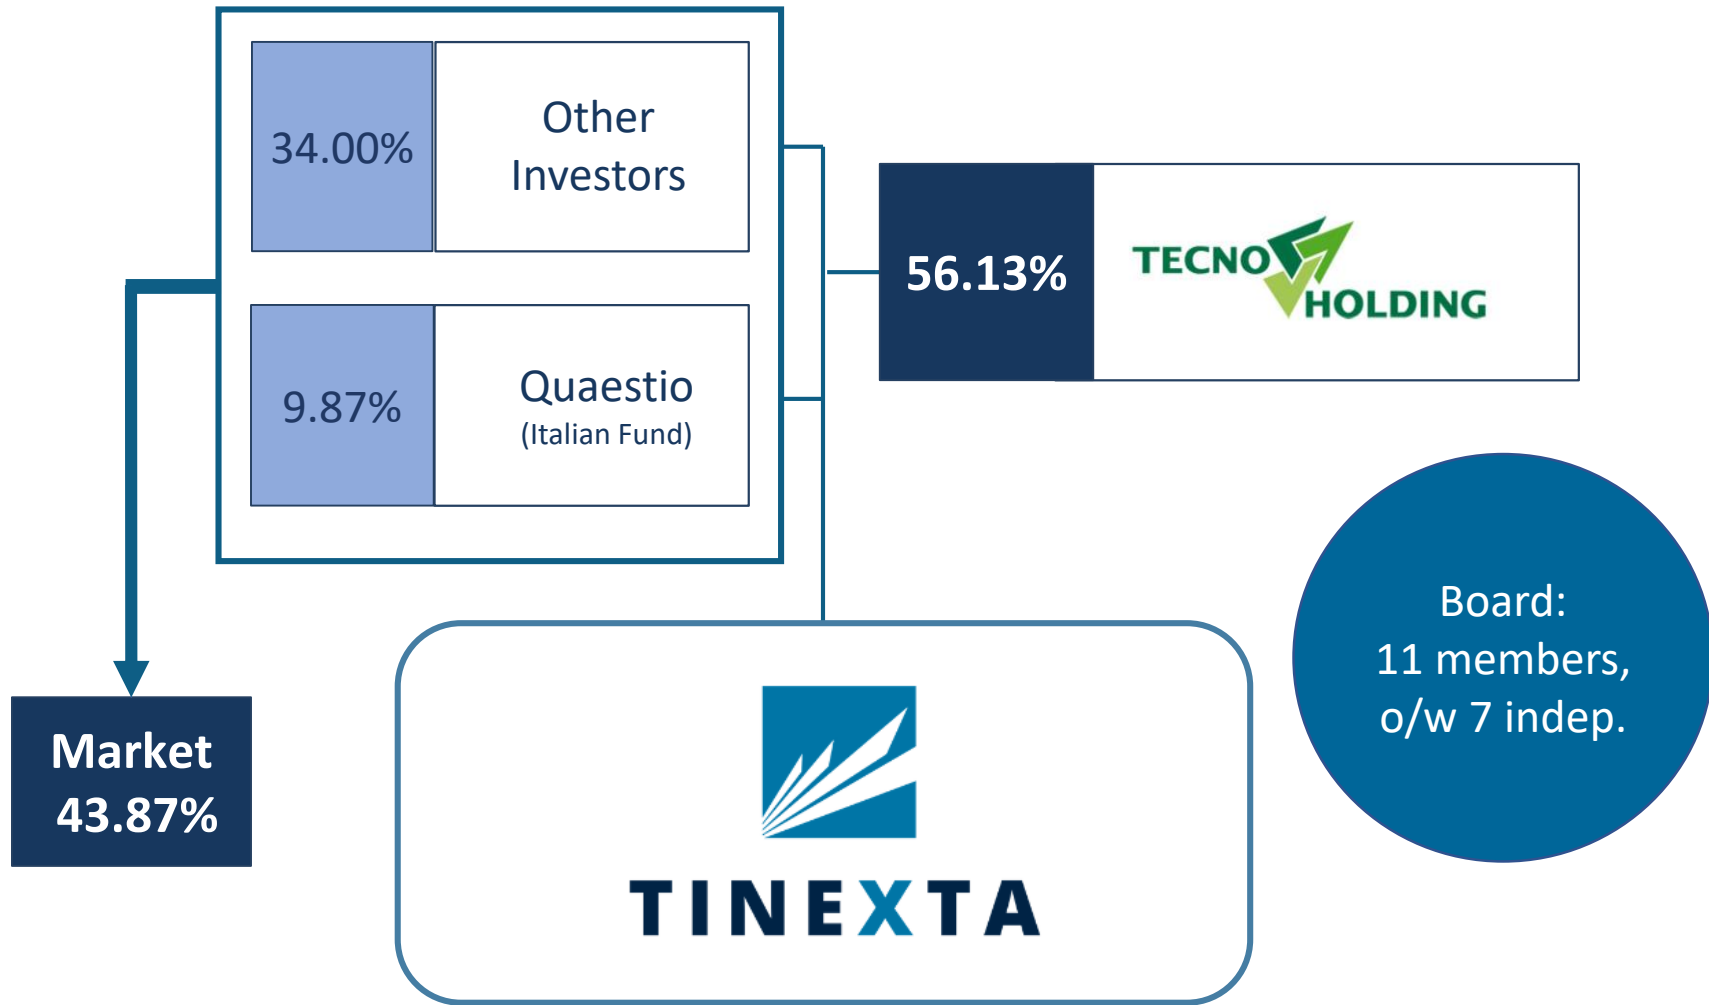 34.00%
Other
Investors
9.87%
Quaestio
(Italian Fund)
56.13%
TECNO
HOLDING
Market
43.87%
Board:
11 members,
o/w 7 indep.
TINEXTA